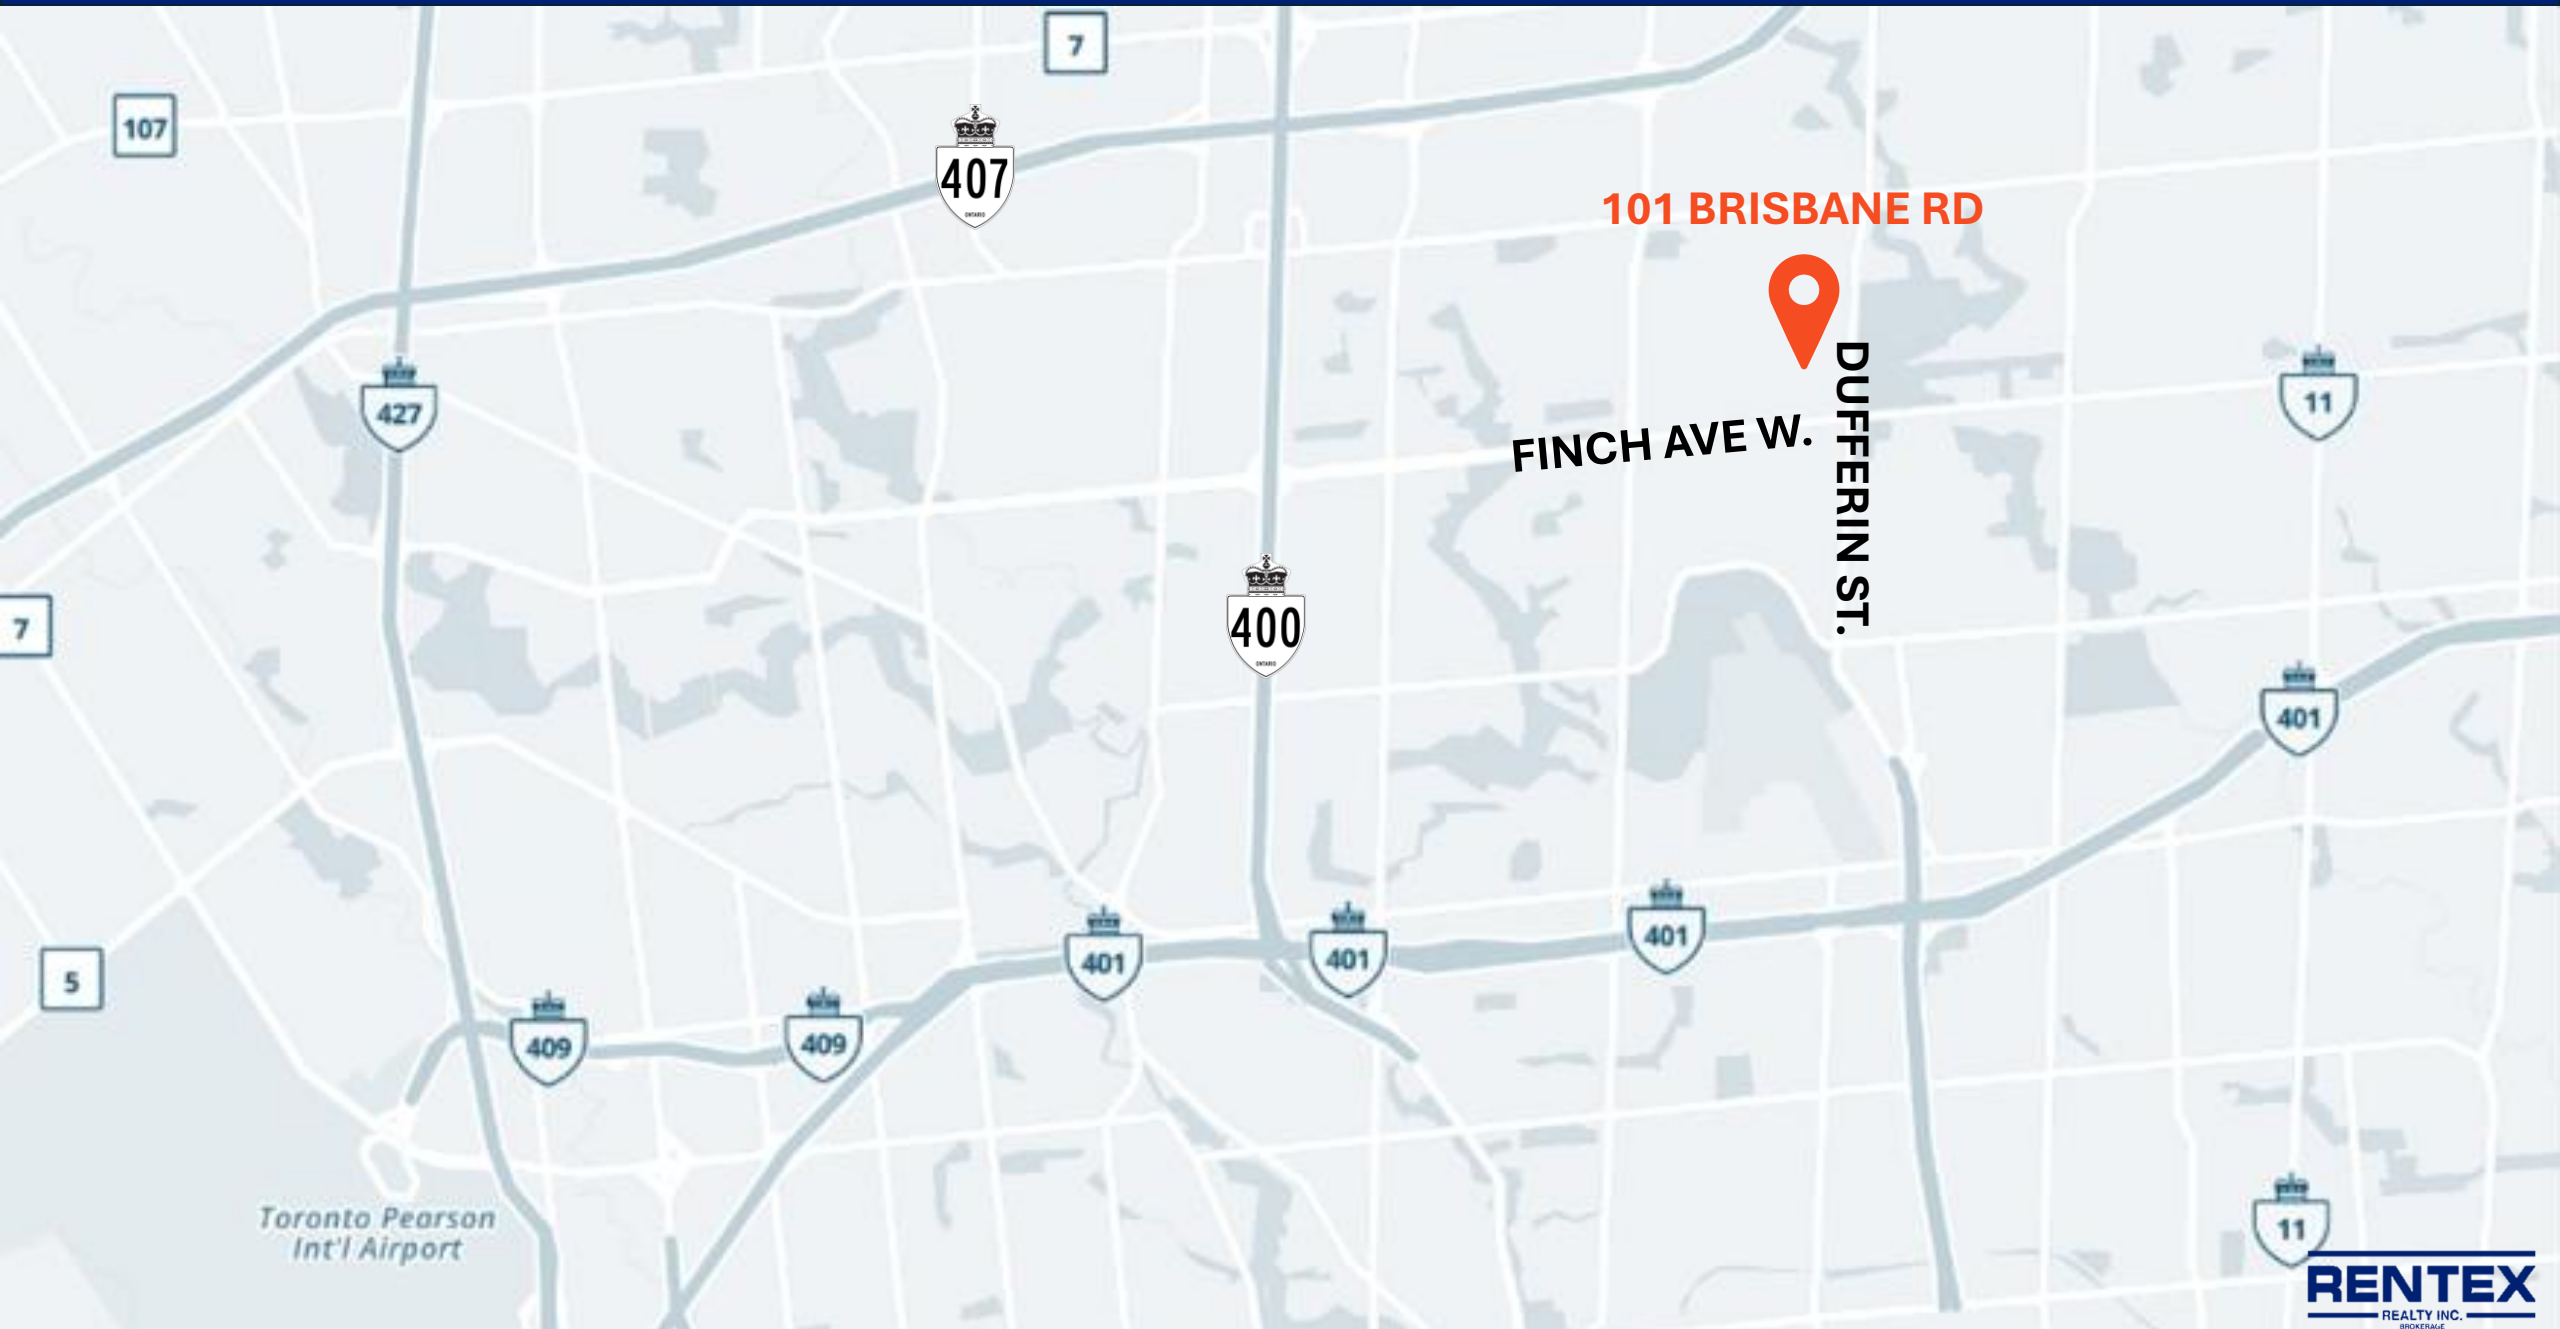 7
107
407
ONTARIO
101 BRISBANE RD
427
11
DUFFERIN ST.
FINCH AVE W.
7
400
ONTARIO
401
401
401
401
5
409
409
Toronto Pearson
Int'l Airport
11
RENTEX
REALTY INC.
BROKERAGE